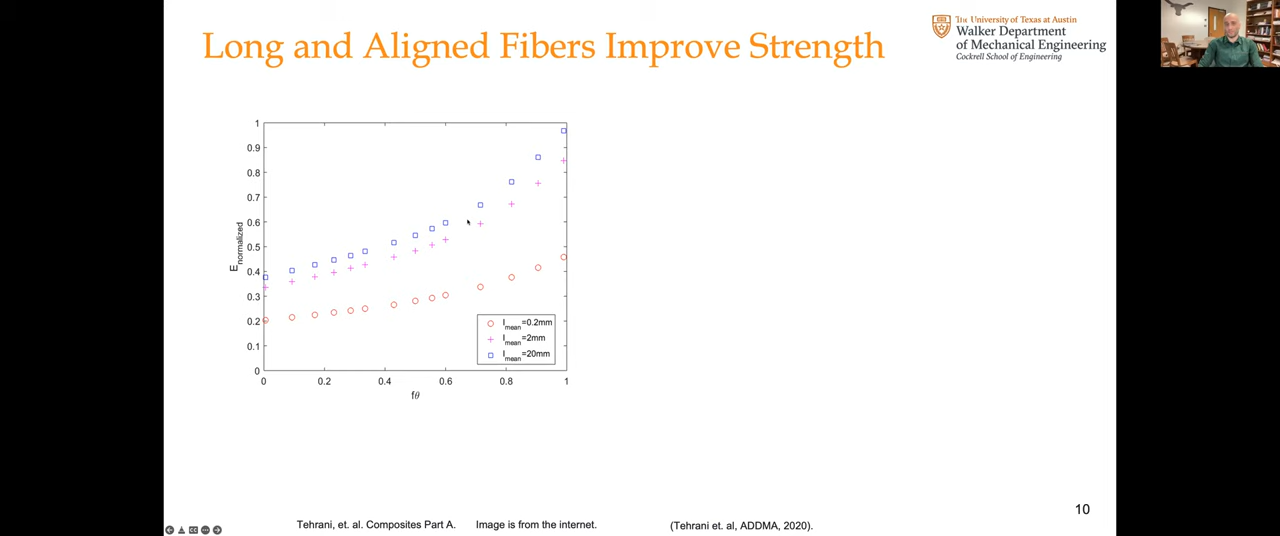 Long and Aligned Fibers Improve Strength
The University of Texas at Austin
Walker Department
of Mechanical Engineering
Cockrell School of Engineering
1
0.9
0.8
0.7
0.6
0.5
0.4
0.3
0.2
0.1
0
E normalized
0 0.2 0.4 0.6 0.8 1
fθ
l mean =0.2mm
l mean =2mm
l mean =20mm
10
Tehrani, et. al. Composites Part A. Image is from the internet. (Tehrani et. al, ADDMA, 2020).